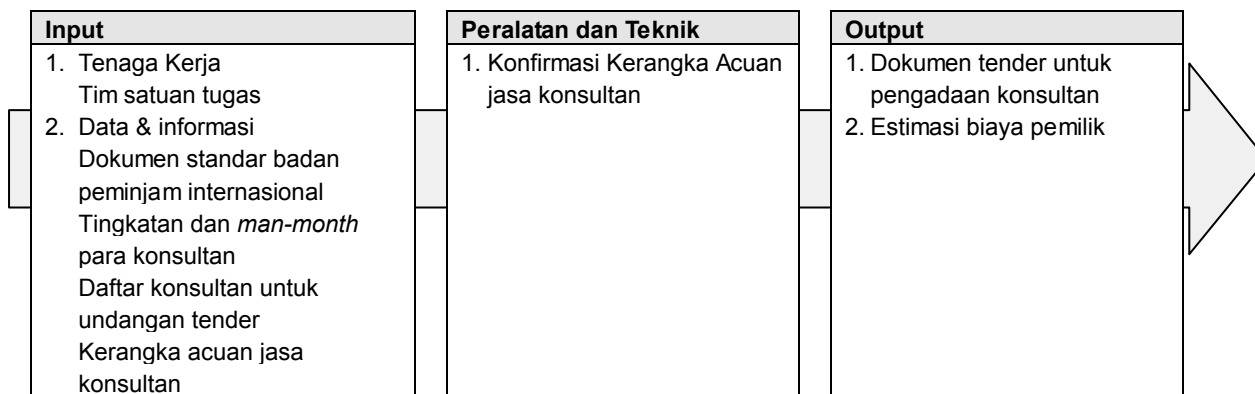 Input
1. Tenaga Kerja
Tim satuan tugas
2. Data & informasi
Dokumen standar badan
peminjam internasional
Tingkatan dan man-month
para konsultan
Daftar konsultan untuk
undangan tender
Kerangka acuan jasa
konsultan
Peralatan dan Teknik
1. Konfirmasi Kerangka Acuan
jasa konsultan
Output
1. Dokumen tender untuk
pengadaan konsultan
2. Estimasi biaya pemilik